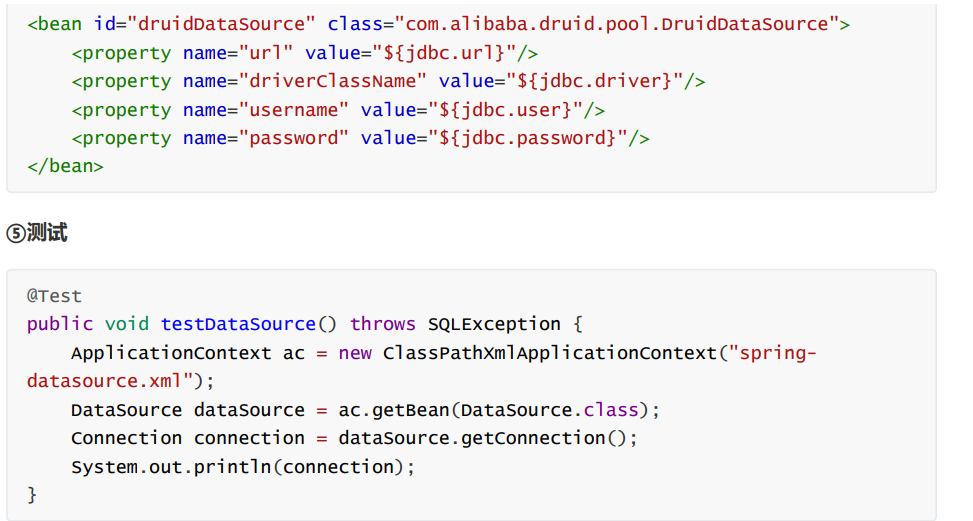 <bean id="druidDataSource" class="com.alibaba.druid.pool.DruidDataSource">
    <property name="url" value="${jdbc.url}"/>
    <property name="driverClassName" value="${jdbc.driver}"/>
    <property name="username" value="${jdbc.user}"/>
    <property name="password" value="${jdbc.password}"/>
</bean>
⑤测试
@Test
public void testDataSource() throws SQLException {
    ApplicationContext ac = new ClassPathXmlApplicationContext("spring-
datasource.xml");
    DataSource dataSource = ac.getBean(DataSource.class);
    Connection connection = dataSource.getConnection();
    System.out.println(connection);
}